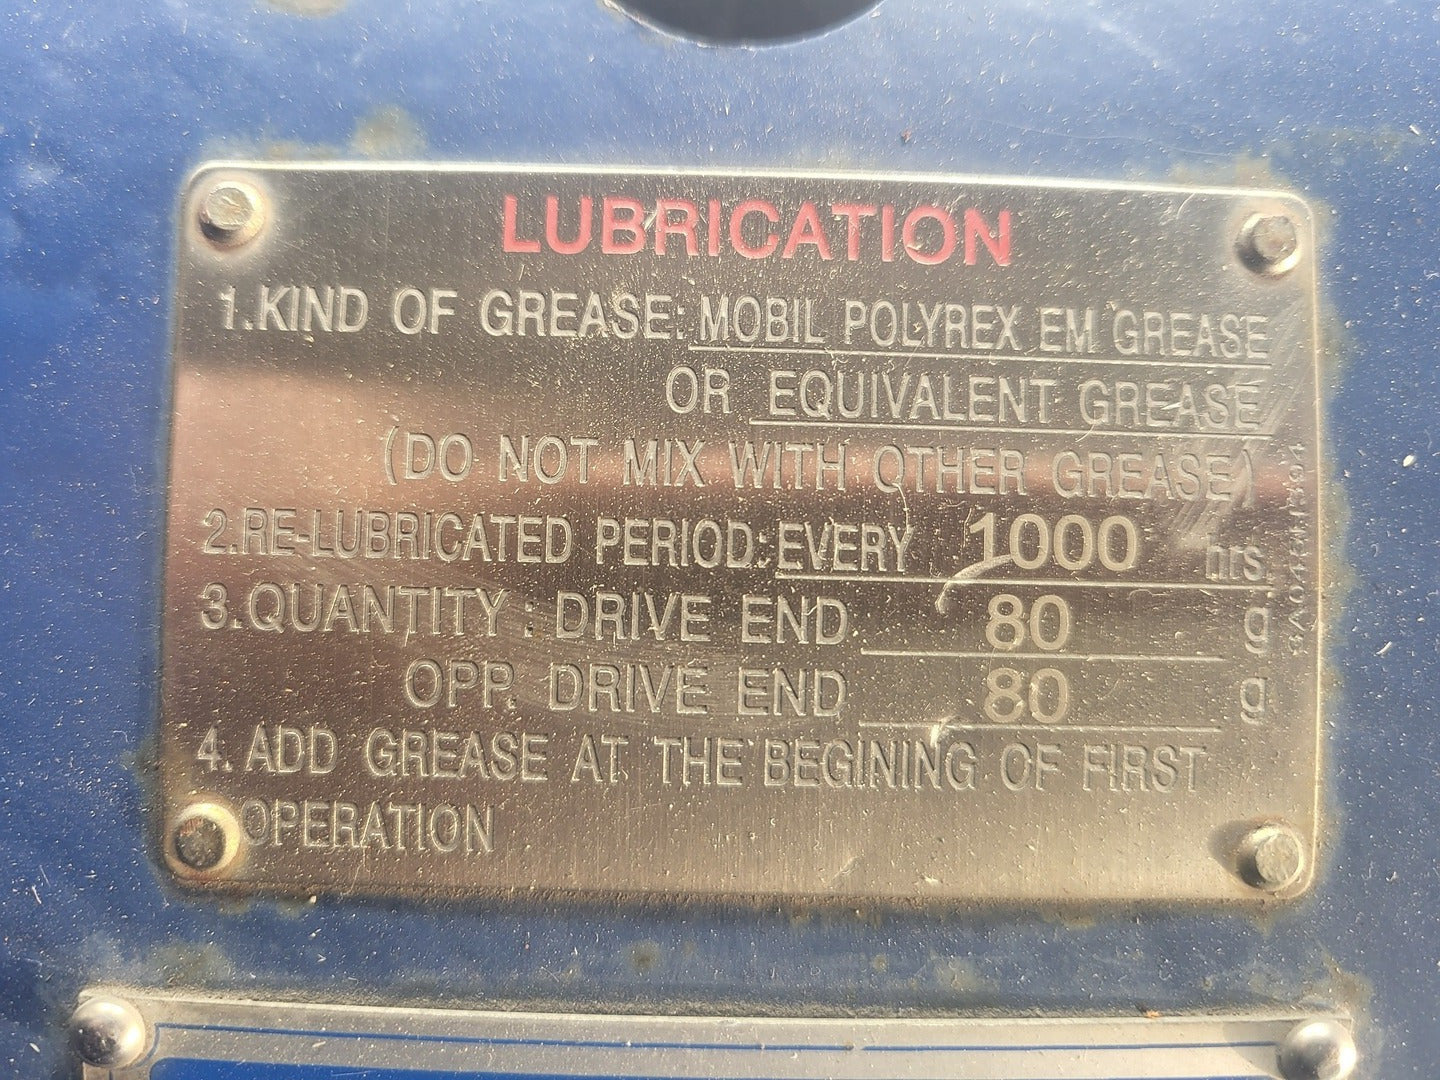 LUBRICATION
1.KIND OF GREASE: MOBIL POLYREX EM GREASE
OR EQUIVALENT GREASE
(DO NOT MIX WITH OTHER GREASE)
2.RE-LUBRICATED PERIOD:EVERY 1000 hrs.
3.QUANTITY : DRIVE END 80 g
OPP. DRIVE END 80 g
4. ADD GREASE AT THE BEGINING OF FIRST
OPERATION